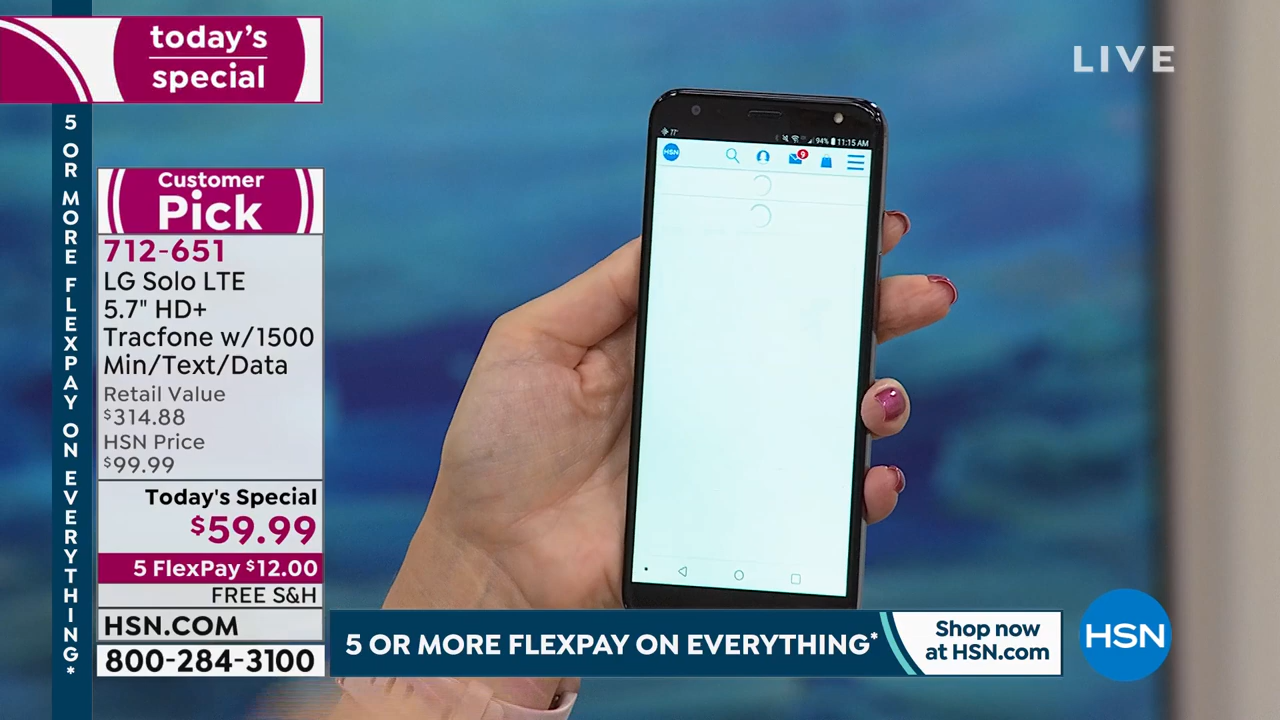 today's
special
LIVE
5 OR MORE FLEXPAY ON EVERYTHING*
Customer
Pick
712-651
LG Solo LTE
5.7" HD+
Tracfone w/1500
Min/Text/Data
Retail Value
$314.88
HSN Price
$99.99
Today's Special
$59.99
5 FlexPay $12.00
FREE S&H
HSN.COM
800-284-3100
77°
94% 11:15 AM
HSN
9
5 OR MORE FLEXPAY ON EVERYTHING*
Shop now
at HSN.com
HSN